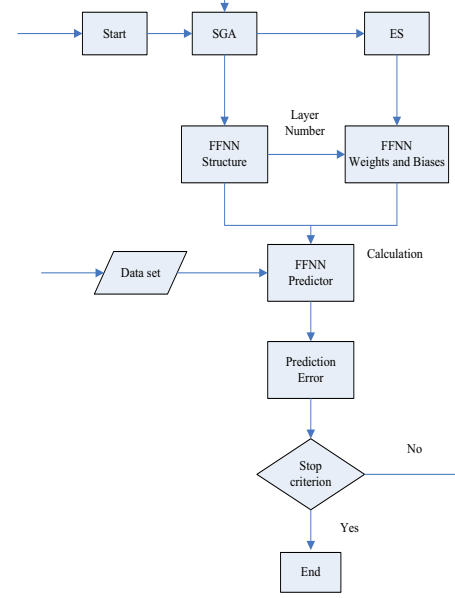 Start
SGA
ES
Layer
Number
FFNN
Structure
FFNN
Weights and Biases
Data set
FFNN
Predictor
Calculation
Prediction
Error
Stop
criterion
No
Yes
End